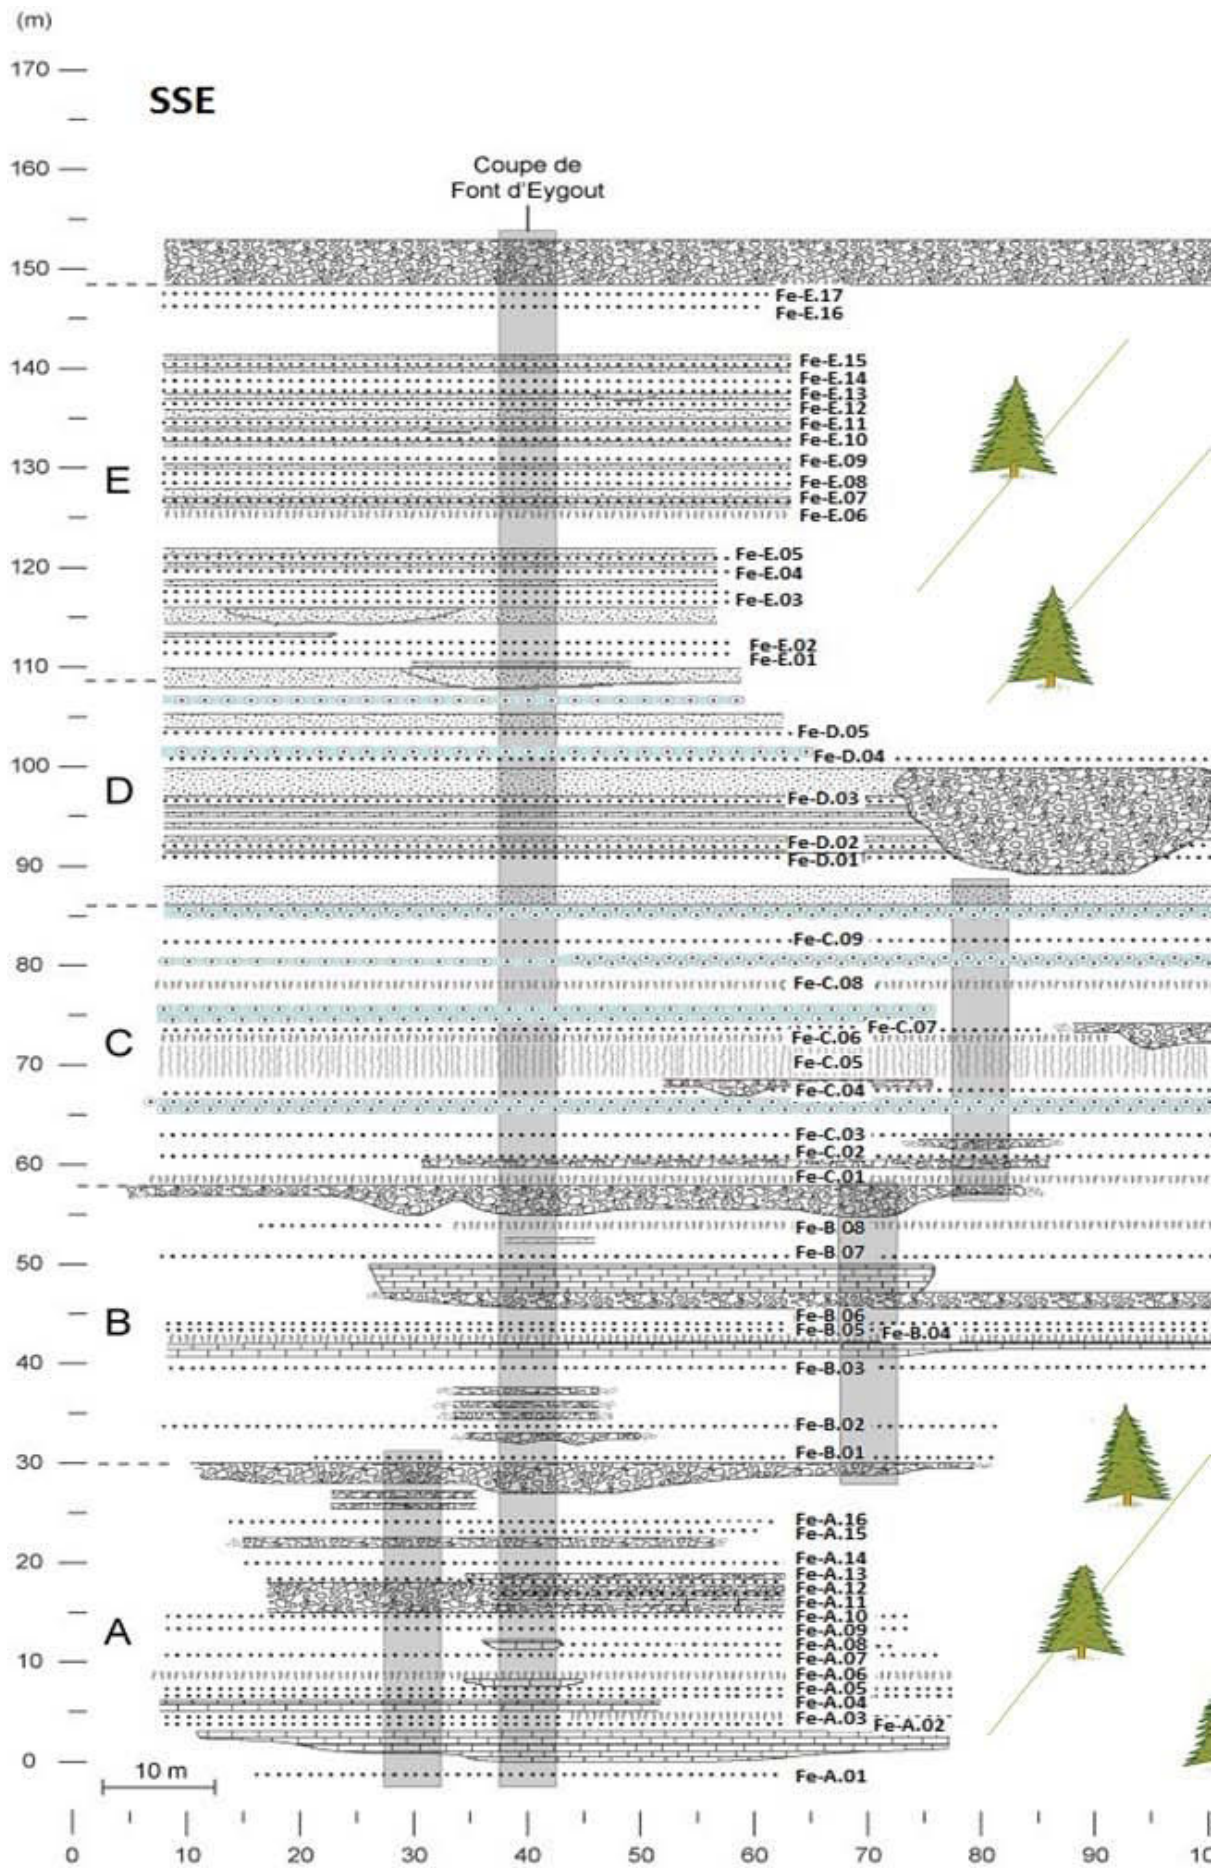 (m)
170
SSE
160
Coupe de
Font d'Eygout
150
Fe-E.17
Fe-E.16
140
Fe-E.15
Fe-E.14
Fe-E.13
Fe-E.12
Fe-E.11
Fe-E.10
130
Fe-E.09
E
Fe-E.08
Fe-E.07
Fe-E.06
120
Fe-E.05
Fe-E.04
Fe-E.03
110
Fe-E.02
Fe-E.01
Fe-D.05
100
Fe-D.04
D
Fe-D.03
Fe-D.02
90
Fe-D.01
Fe-C.09
80
Fe-C.08
C
Fe-C.07
Fe-C.06
70
Fe-C.05
Fe-C.04
Fe-C.03
60
Fe-C.02
Fe-C.01
Fe-B.08
50
Fe-B.07
B
Fe-B.06
Fe-B.05 Fe-B.04
40
Fe-B.03
Fe-B.02
30
Fe-B.01
Fe-A.16
Fe-A.15
20
Fe-A.14
Fe-A.13
Fe-A.12
Fe-A.11
A
Fe-A.10
Fe-A.09
Fe-A.08
10
Fe-A.07
Fe-A.06
Fe-A.05
Fe-A.04
Fe-A.03 Fe-A.02
0
10 m
Fe-A.01
0 10 20 30 40 50 60 70 80 90 10